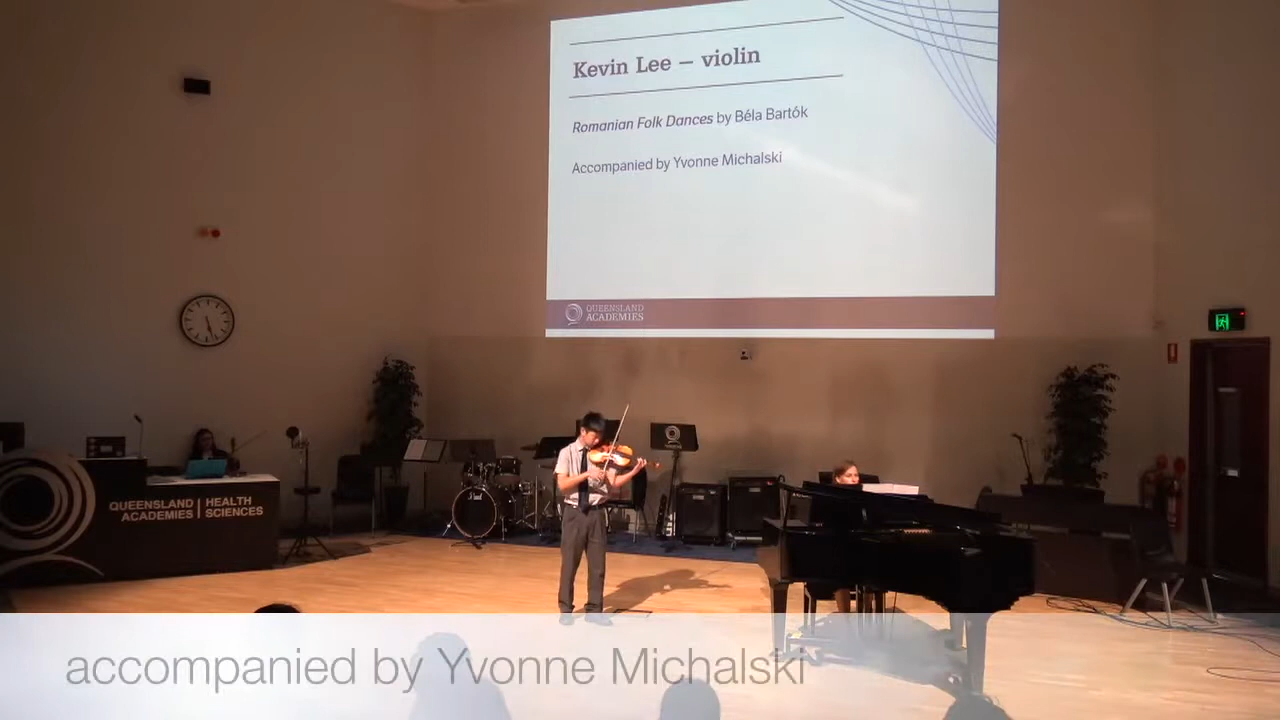 Kevin Lee – violin
Romanian Folk Dances by Béla Bartók
Accompanied by Yvonne Michalski
QUEENSLAND
ACADEMIES
QUEENSLAND | HEALTH
ACADEMIES | SCIENCES
accompanied by Yvonne Michalski